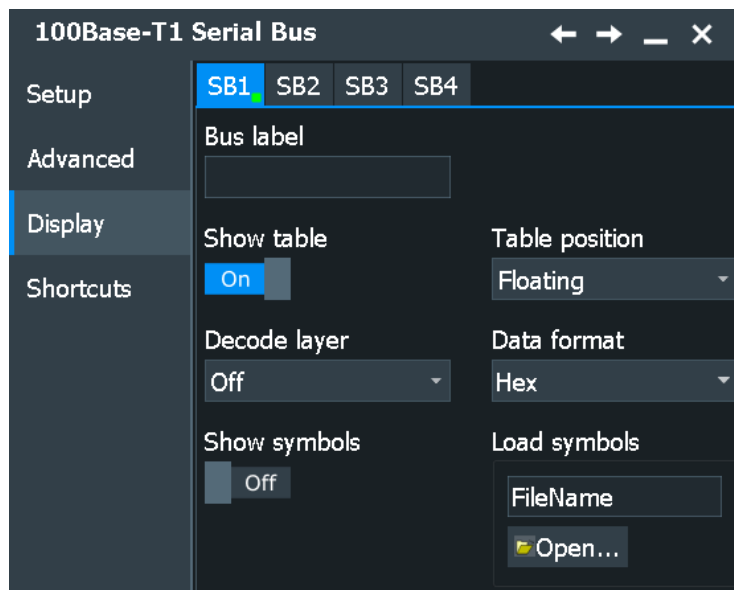 100Base-T1 Serial Bus
Setup
Advanced
Display
Shortcuts
SB1 SB2 SB3 SB4
Bus label
Show table
On
Table position
Floating
Decode layer
Off
Data format
Hex
Show symbols
Off
Load symbols
FileName
Open...